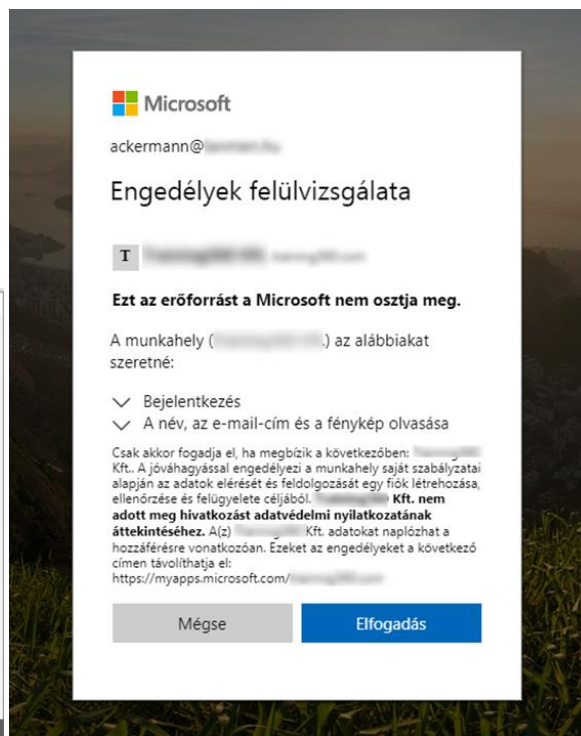 Microsoft
ackermann@
Engedélyek felülvizsgálata
T
Ezt az erőforrást a Microsoft nem osztja meg.
A munkahely ( .) az alábbiakat
szeretné:
Bejelentkezés
A név, az e-mail-cím és a fénykép olvasása
Csak akkor fogadja el, ha megbízik a következőben:
Kft.. A jóváhagyással engedélyezi a munkahely saját szabályzatai
alapján az adatok elérését és feldolgozását egy fiók létrehozása,
ellenőrzése és felügyelete céljából. Kft. nem
adott meg hivatkozást adatvédelmi nyilatkozatának
áttekintéséhez. A(z) Kft. adatokat naplózhat a
hozzáférésre vonatkozóan. Ezeket az engedélyeket a következő
címen távolíthatja el:
https://myapps.microsoft.com/
Mégse
Elfogadás